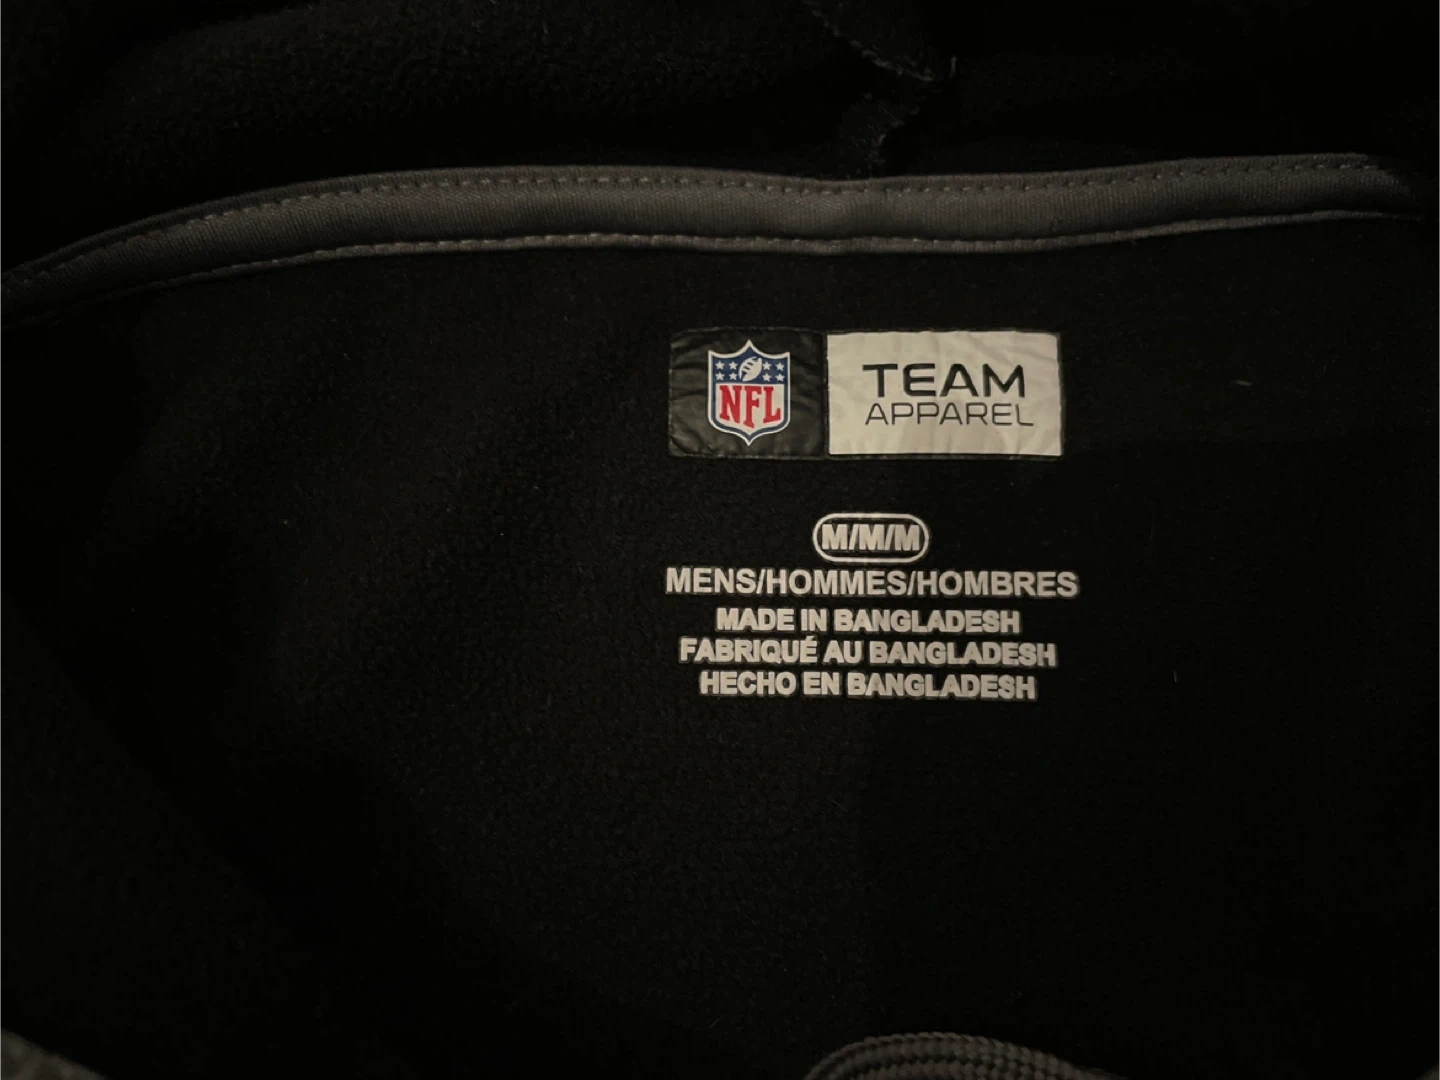 NFL
TEAM
APPAREL
M/M/M
MENS/HOMMES/HOMBRES
MADE IN BANGLADESH
FABRIQUÉ AU BANGLADESH
HECHO EN BANGLADESH